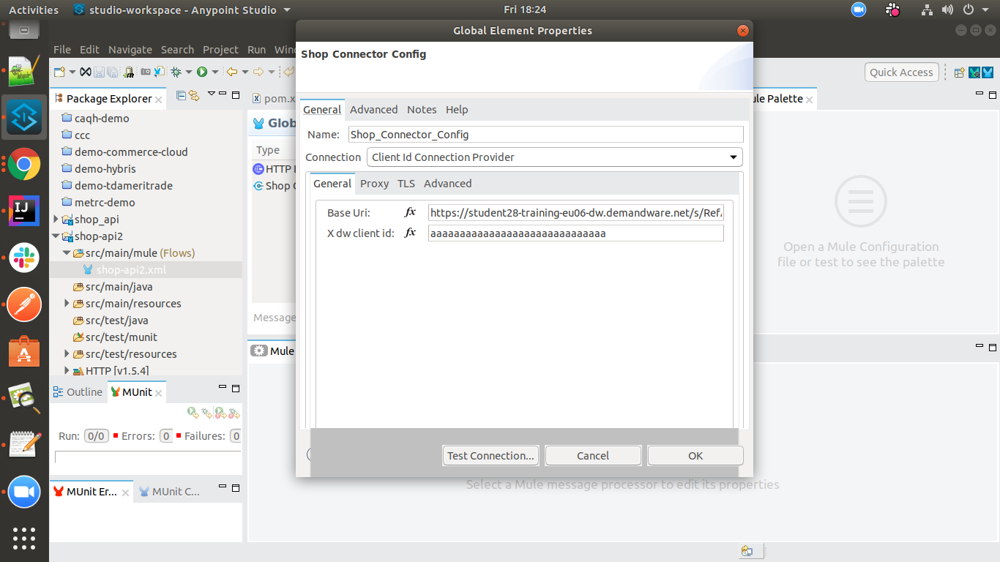 Activities
studio-workspace - Anypoint Studio
Fri 18:24
Global Element Properties
File Edit Navigate Search Project Run
Shop Connector Config
Quick Access
Package Explorer
caqh-demo
ccc
demo-commerce-cloud
demo-hybris
demo-tdameritrade
metrc-demo
shop_api
shop-api2
src/main/mule (Flows)
shop-api2.xml
src/main/java
src/main/resources
src/test/java
src/test/munit
src/test/resources
HTTP [v1.5.4]
Type
HTTP
Shop
Message
Mule
General Advanced Notes Help
Name: Shop_Connector_Config
Connection Client Id Connection Provider
General Proxy TLS Advanced
Base Uri: fx https://student28-training-eu06-dw.demandware.net/s/Ref
X dw client id: fx aaaaaaaaaaaaaaaaaaaaaaaaaaaaaa
Test Connection... Cancel OK
Palette
Open a Mule Configuration
file or test to see the palette
Outline MUnit
Run: 0/0 Errors: 0 Failures: 0
MUnit Er... MUnit C...
Select a Mule message processor to edit its properties